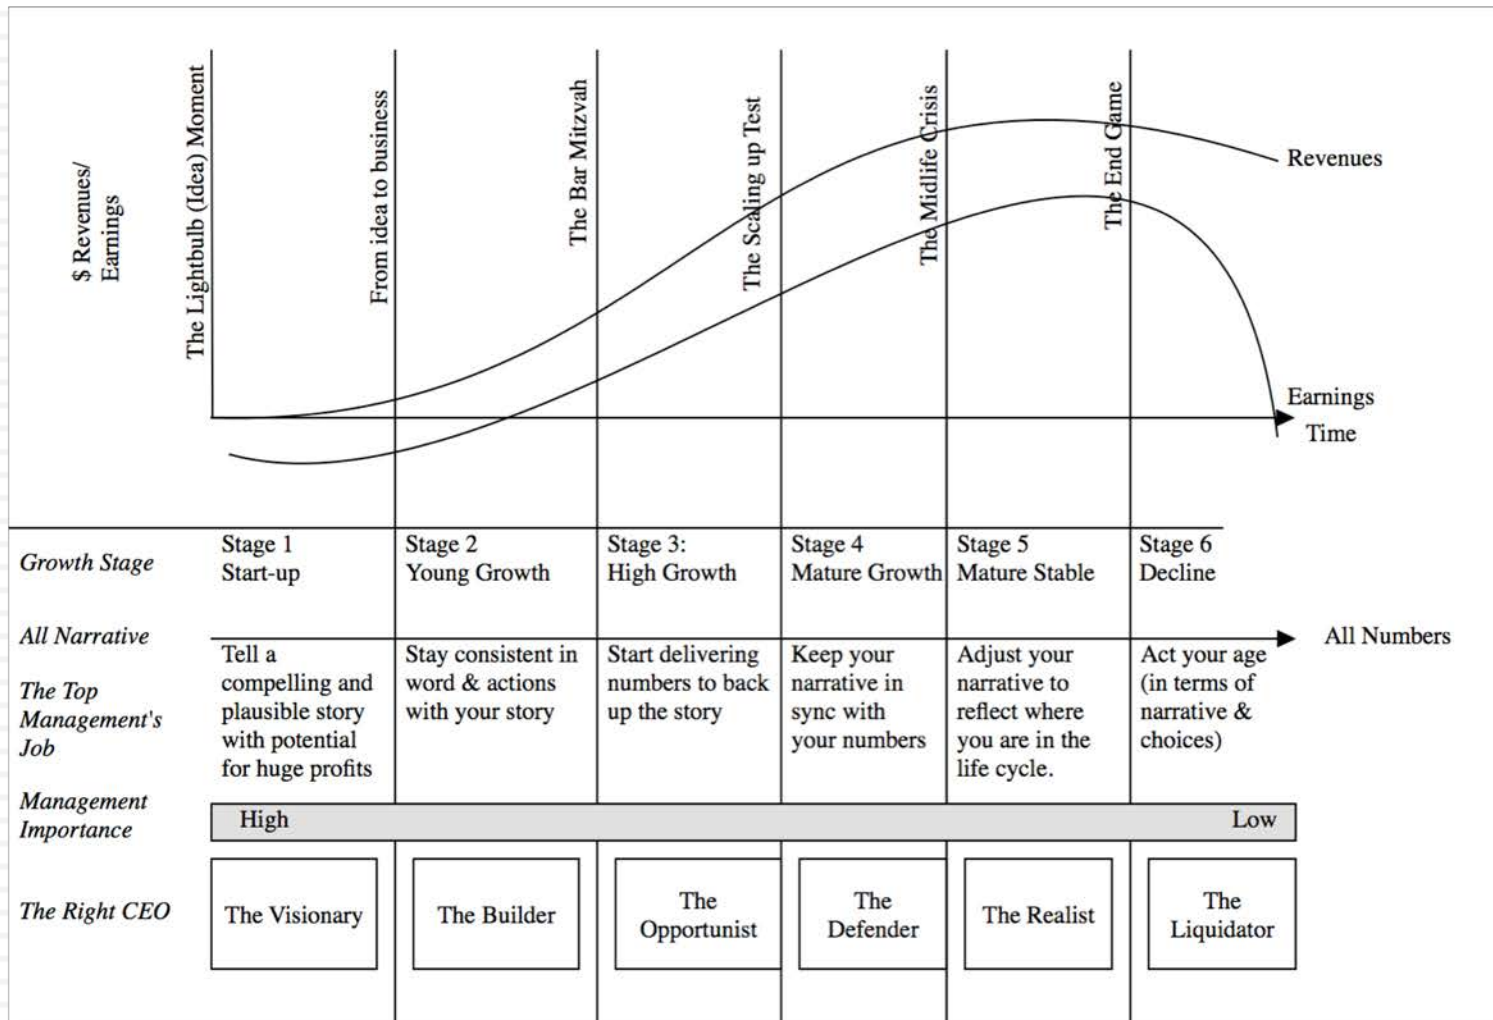 $ Revenues/
Earnings
The Lightbulb (Idea) Moment
From idea to business
The Bar Mitzvah
The Scaling up Test
The Midlife Crisis
The End Game
Revenues
Earnings
Time
Growth Stage
Stage 1
Start-up
Stage 2
Young Growth
Stage 3:
High Growth
Stage 4
Mature Growth
Stage 5
Mature Stable
Stage 6
Decline
All Narrative
All Numbers
The Top
Management's
Job
Tell a
compelling and
plausible story
with potential
for huge profits
Stay consistent in
word & actions
with your story
Start delivering
numbers to back
up the story
Keep your
narrative in
sync with
your numbers
Adjust your
narrative to
reflect where
you are in the
life cycle.
Act your age
(in terms of
narrative &
choices)
Management
Importance
High
Low
The Right CEO
The Visionary
The Builder
The
Opportunist
The
Defender
The Realist
The
Liquidator